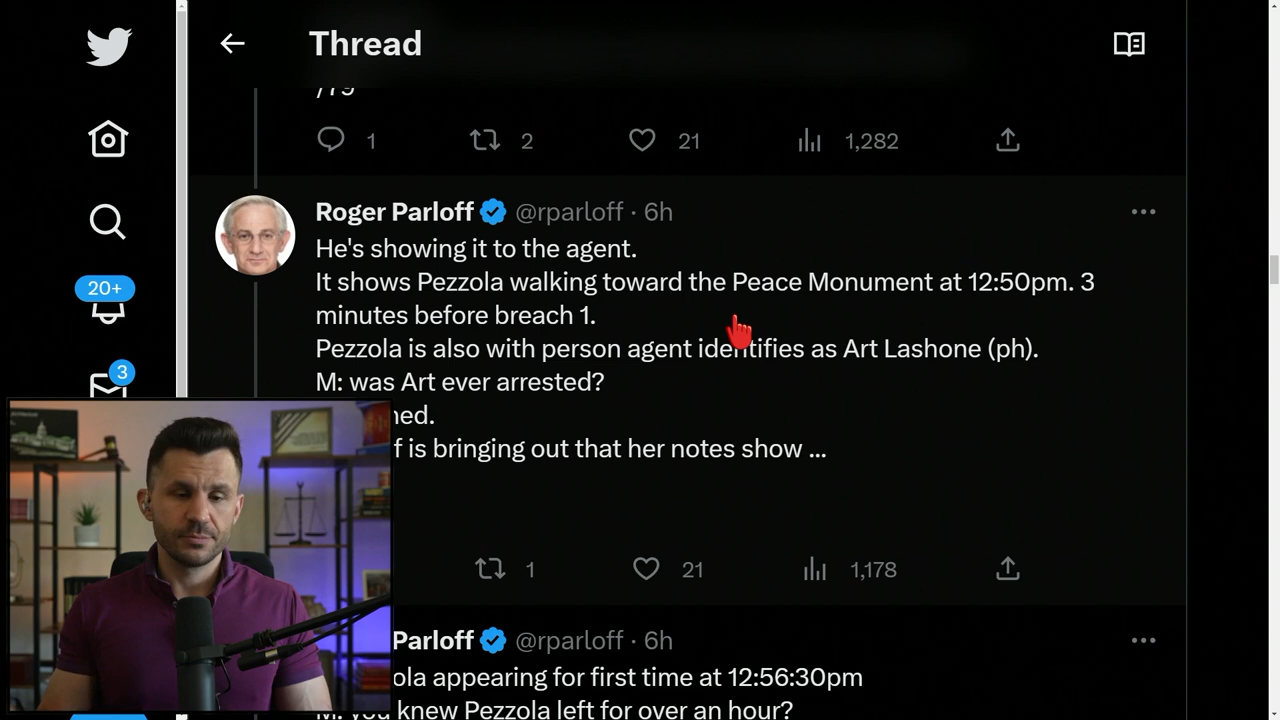 Thread
/79
1 2 21 1,282
Roger Parloff @rparloff · 6h
He's showing it to the agent.
It shows Pezzola walking toward the Peace Monument at 12:50pm. 3
minutes before breach 1.
Pezzola is also with person agent identifies as Art Lashone (ph).
M: was Art ever arrested?
ned.
f is bringing out that her notes show ...
1 21 1,178
20+
3
Parloff @rparloff · 6h
ola appearing for first time at 12:56:30pm
M: you knew Pezzola left for over an hour?